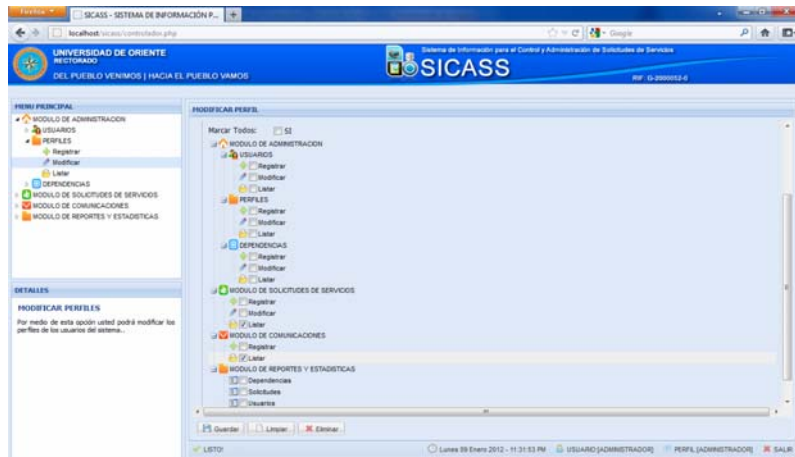 Firefox
SICASS - SISTEMA DE INFORMACIÓN P...
localhost/sicass/controlador.php
Google
UNIVERSIDAD DE ORIENTE
RECTORADO
DEL PUEBLO VENIMOS | HACIA EL PUEBLO VAMOS
Sistema de Información para el Control y Administración de Solicitudes de Servicios
SICASS
RIF: G-2000052-0
MENU PRINCIPAL
MODULO DE ADMINISTRACION
USUARIOS
PERFILES
Registrar
Modificar
Listar
DEPENDENCIAS
MODULO DE SOLICITUDES DE SERVICIOS
MODULO DE COMUNICACIONES
MODULO DE REPORTES Y ESTADISTICAS
DETALLES
MODIFICAR PERFILES
Por medio de esta opción usted podrá modificar los
perfiles de los usuarios del sistema...
MODIFICAR PERFIL
Marcar Todos: SI
MODULO DE ADMINISTRACION
USUARIOS
Registrar
Modificar
Listar
PERFILES
Registrar
Modificar
Listar
DEPENDENCIAS
Registrar
Modificar
Listar
MODULO DE SOLICITUDES DE SERVICIOS
Registrar
Modificar
Listar
MODULO DE COMUNICACIONES
Registrar
Listar
MODULO DE REPORTES Y ESTADISTICAS
Dependencias
Solicitudes
Usuarios
Guardar Limpiar Eliminar
LISTO! Lunes 09 Enero 2012 - 11:31:53 PM USUARIO:[ADMINISTRADOR] PERFIL:[ADMINISTRADOR] SALIR